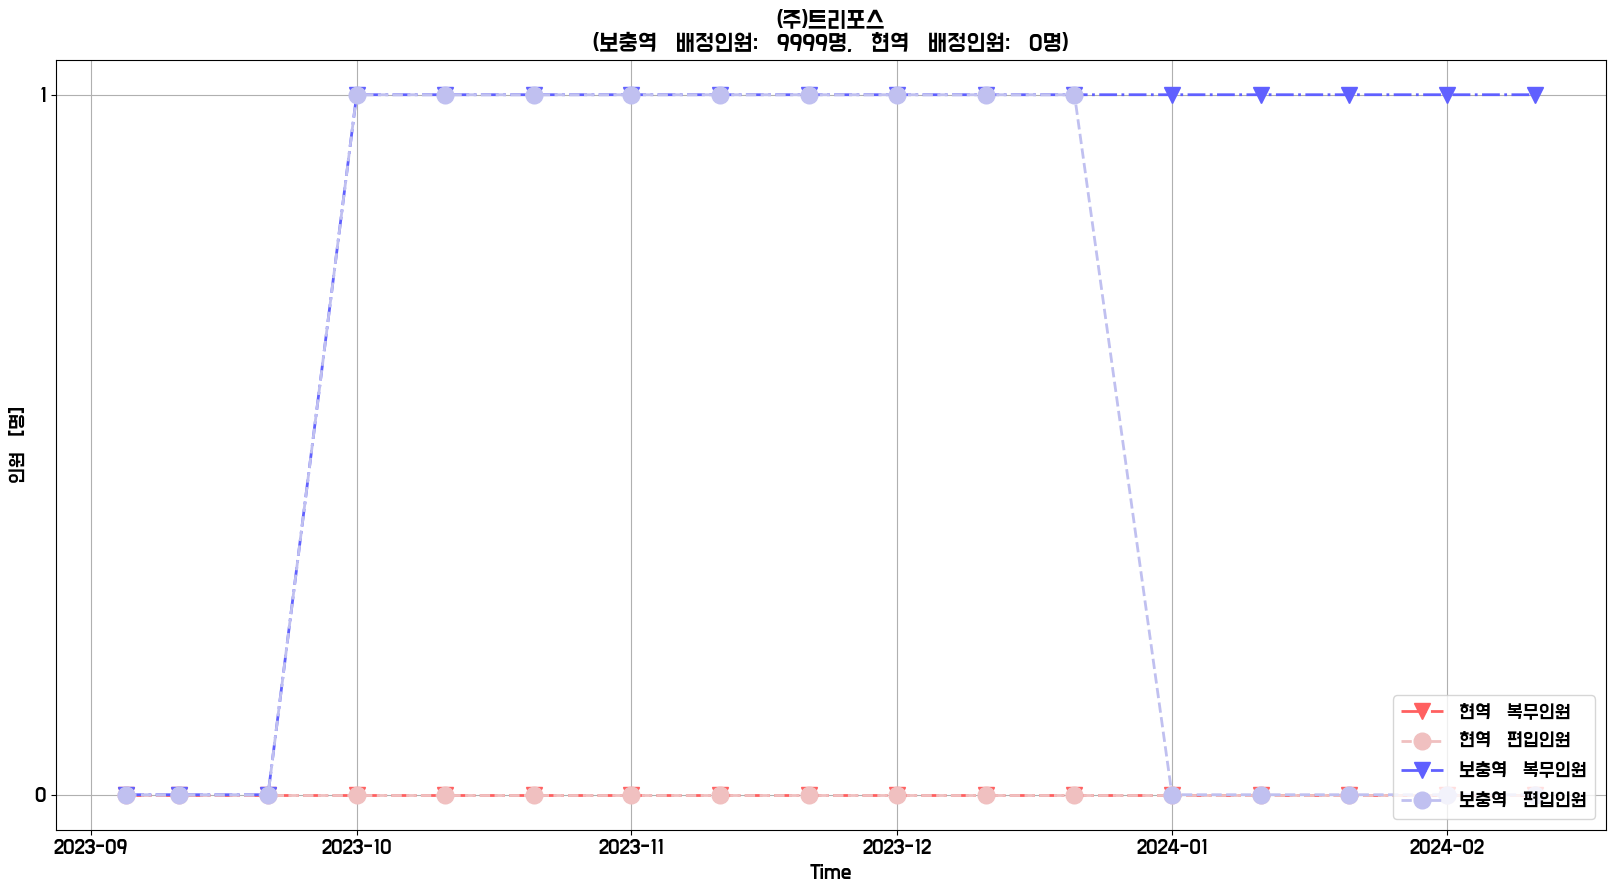 (주)트리포스
(보충역 배정인원: 9999명, 현역 배정인원: 0명)
1
인원 [명]
0
현역 복무인원
현역 편입인원
보충역 복무인원
보충역 편입인원
2023-09 2023-10 2023-11 2023-12 2024-01 2024-02
Time